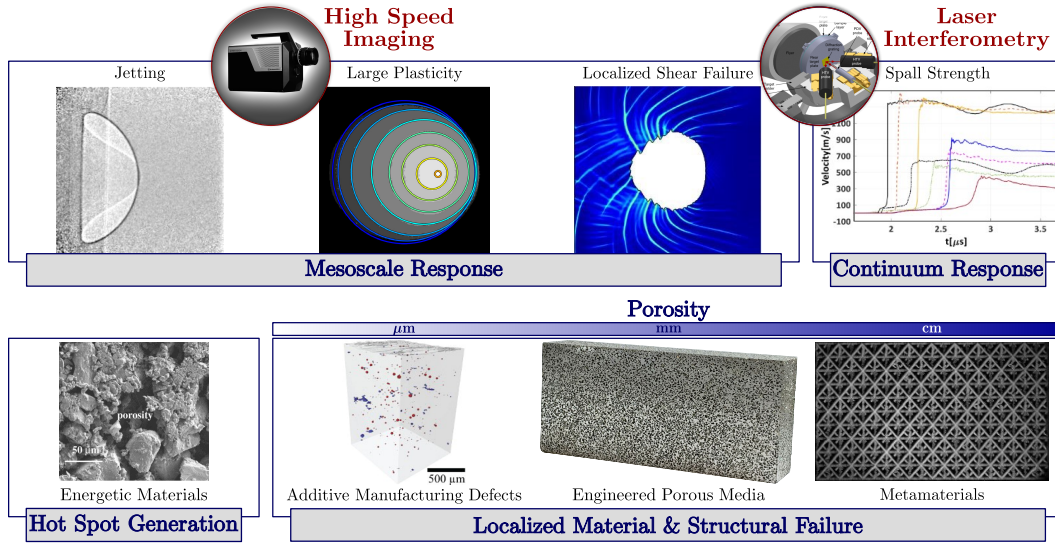 High Speed
Imaging
Laser
Interferometry
Jetting
Large Plasticity
Localized Shear Failure
Spall Strength
Velocity[m/s]
1100
900
700
500
300
100
-100
2
2.5
3
3.5
t[μs]
Mesoscale Response
Continuum Response
Porosity
μm
mm
cm
porosity
50 μm
500 μm
Energetic Materials
Additive Manufacturing Defects
Engineered Porous Media
Metamaterials
Hot Spot Generation
Localized Material & Structural Failure